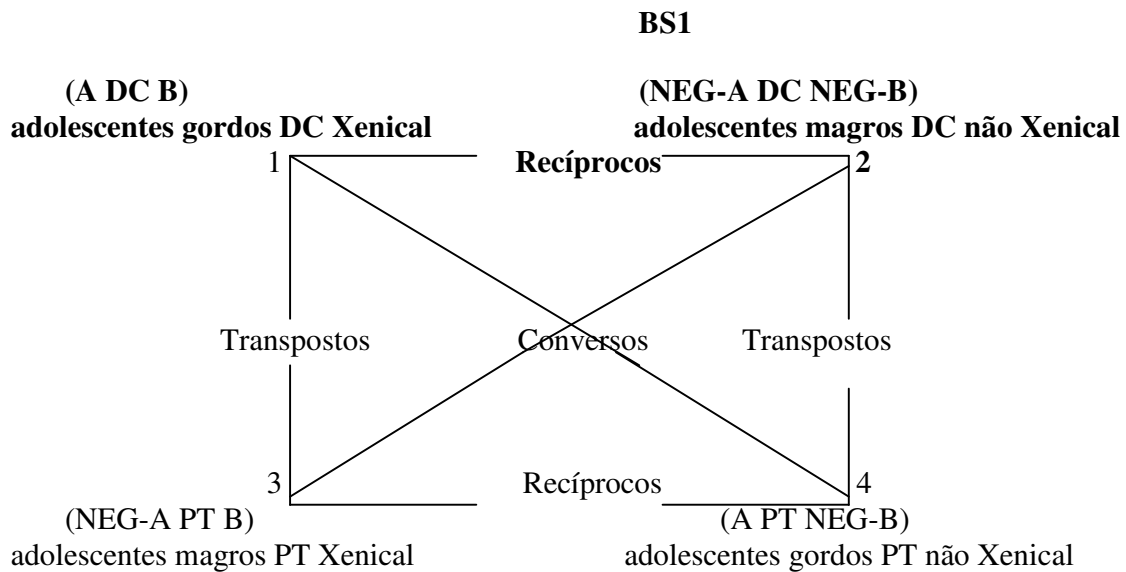 BS1
(A DC B) (NEG-A DC NEG-B)
adolescentes gordos DC Xenical adolescentes magros DC não Xenical
1 Recíprocos 2
Transpostos Conversos Transpostos
3 Recíprocos 4
(NEG-A PT B) (A PT NEG-B)
adolescentes magros PT Xenical adolescentes gordos PT não Xenical